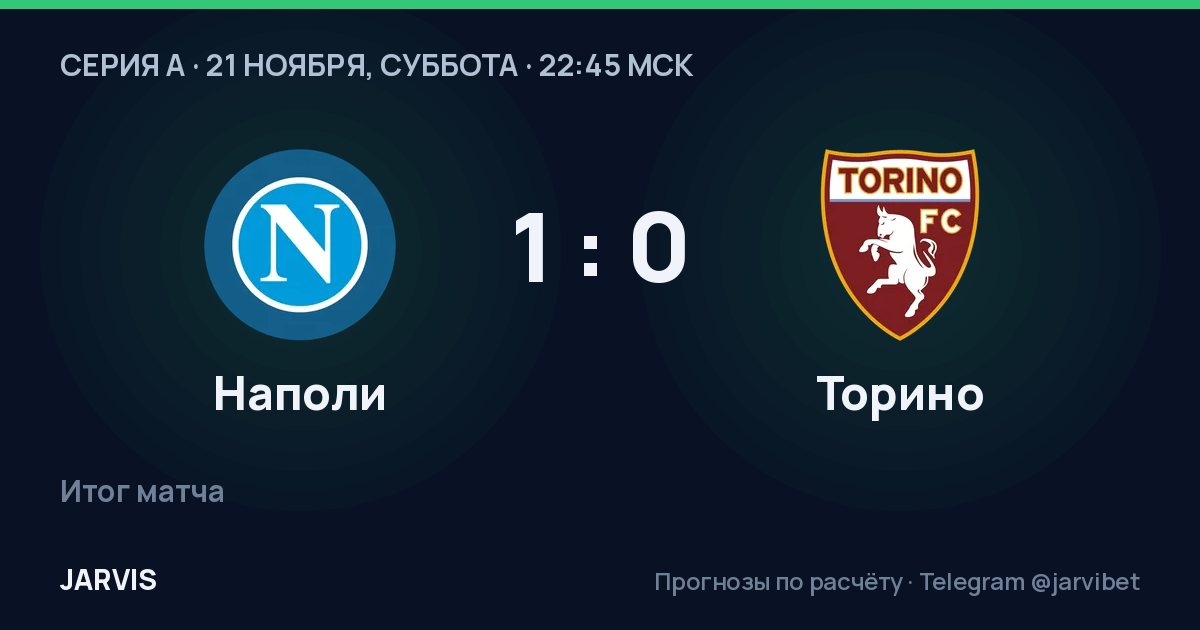 СЕРИЯ А · 21 НОЯБРЯ, СУББОТА · 22:45 МСК
N
TORINO
FC
1 : 0
Наполи
Торино
Итог матча
JARVIS
Прогнозы по расчёту · Telegram @jarvibet